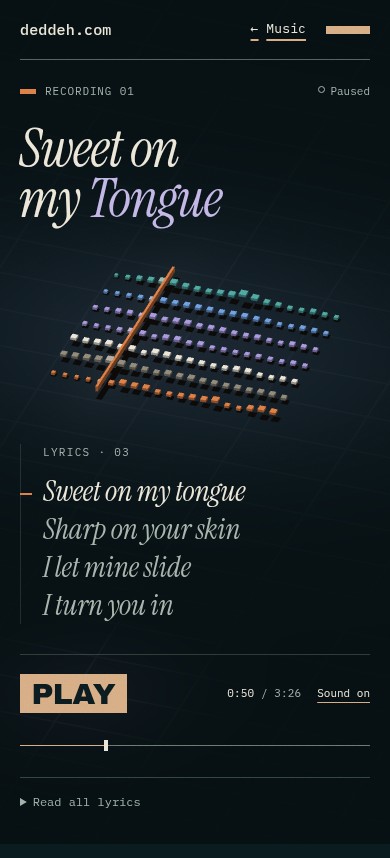 deddeh.com
← Music
RECORDING 01
Paused
Sweet on
my Tongue
LYRICS · 03
Sweet on my tongue
Sharp on your skin
I let mine slide
I turn you in
PLAY
0:50 / 3:26
Sound on
Read all lyrics